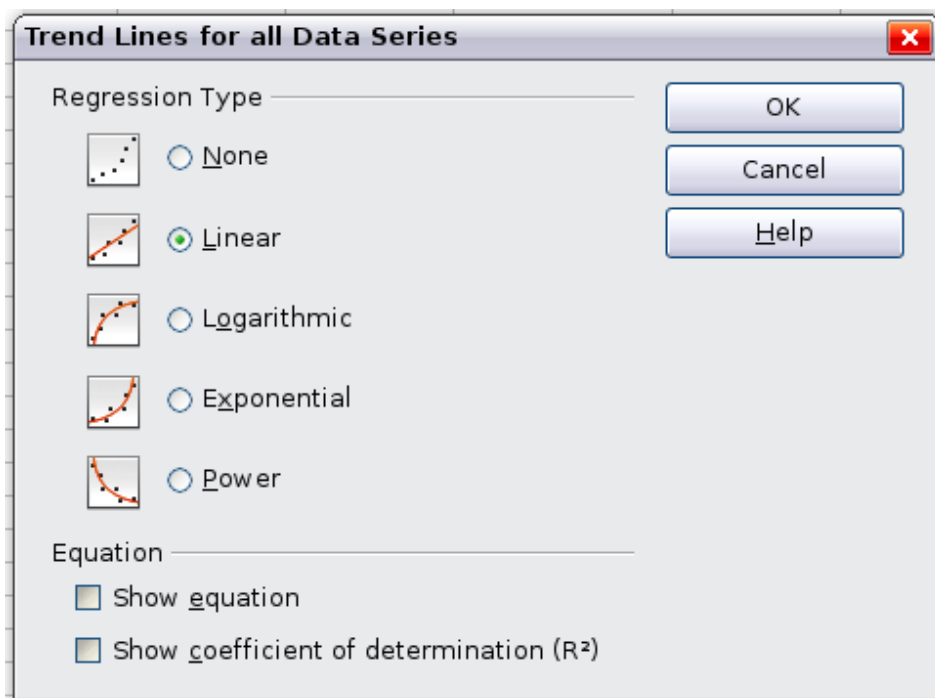 Trend Lines for all Data Series
Regression Type
OK
None
Cancel
Linear
Help
Logarithmic
Exponential
Power
Equation
Show equation
Show coefficient of determination (R²)